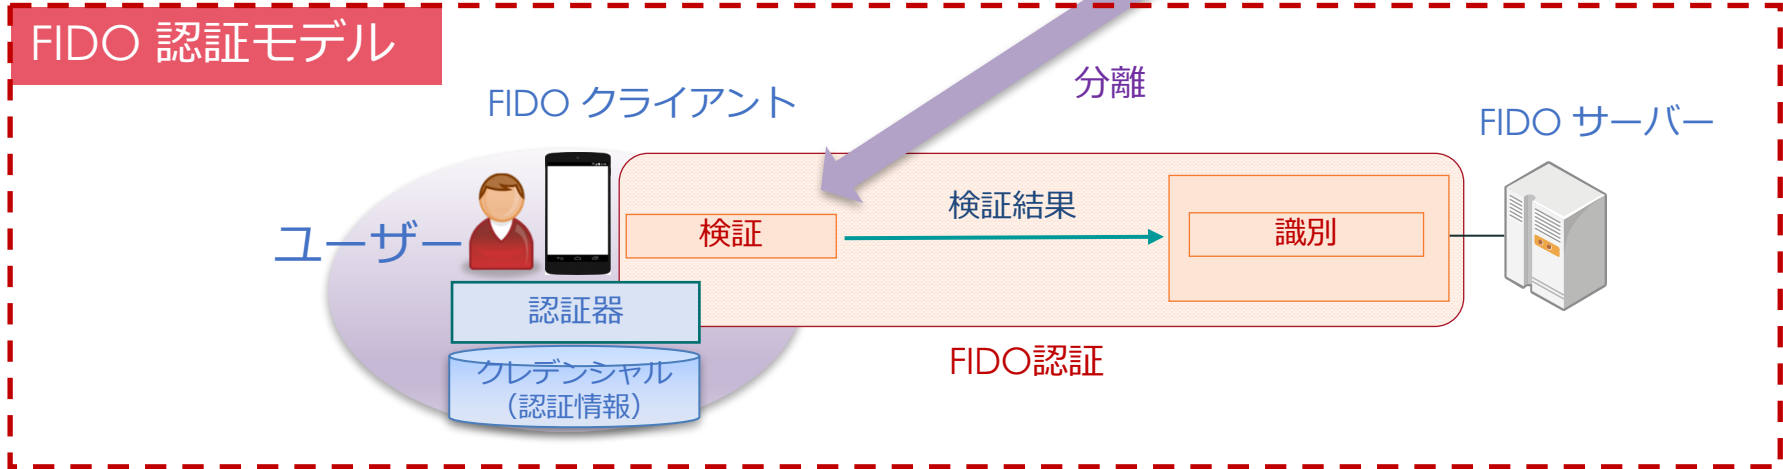 FIDO 認証モデル
分離
FIDO クライアント
FIDO サーバー
ユーザー
検証
検証結果
識別
認証器
FIDO認証
クレデンシャル
（認証情報）